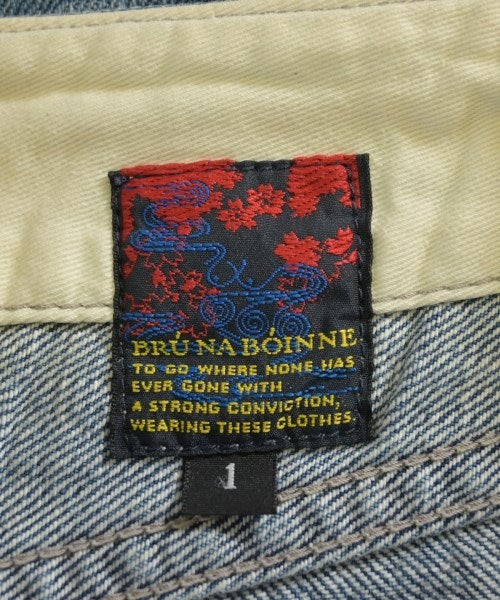 BRÚ NA BÓINNE
TO GO WHERE NONE HAS
EVER GONE WITH
A STRONG CONVICTION,
WEARING THESE CLOTHES.
1